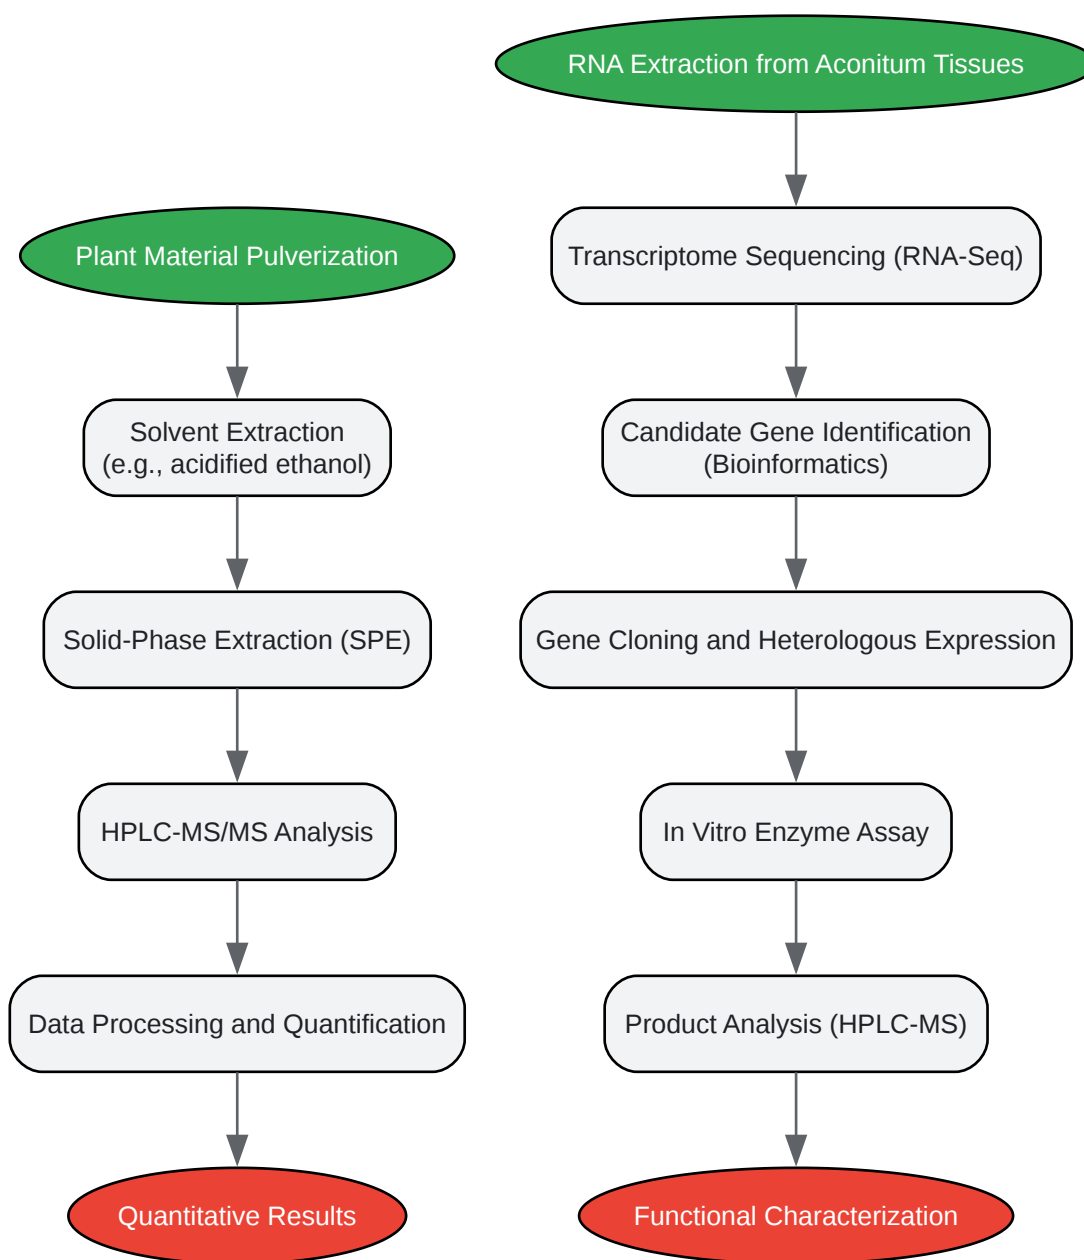 Plant Material Pulverization
Solvent Extraction
(e.g., acidified ethanol)
Solid-Phase Extraction (SPE)
HPLC-MS/MS Analysis
Data Processing and Quantification
Quantitative Results
RNA Extraction from Aconitum Tissues
Transcriptome Sequencing (RNA-Seq)
Candidate Gene Identification
(Bioinformatics)
Gene Cloning and Heterologous Expression
In Vitro Enzyme Assay
Product Analysis (HPLC-MS)
Functional Characterization